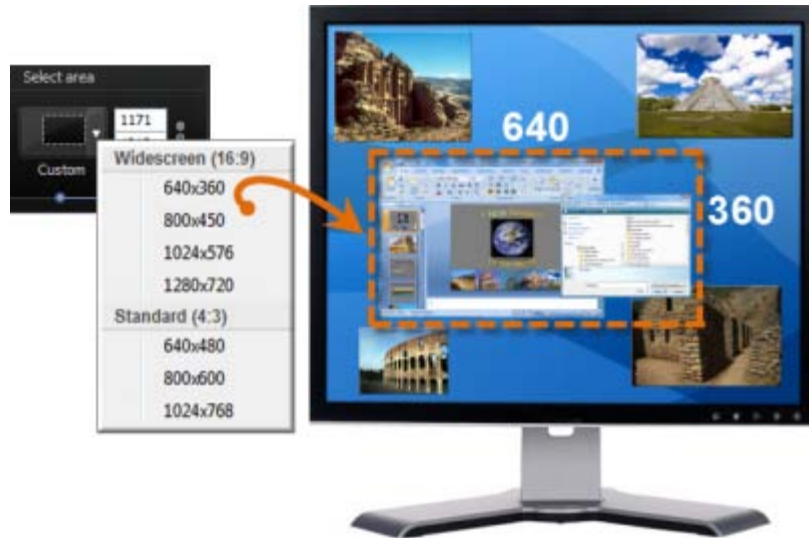 Select area
1171
Custom
Widescreen (16:9)
640x360
800x450
1024x576
1280x720
Standard (4:3)
640x480
800x600
1024x768
640
360